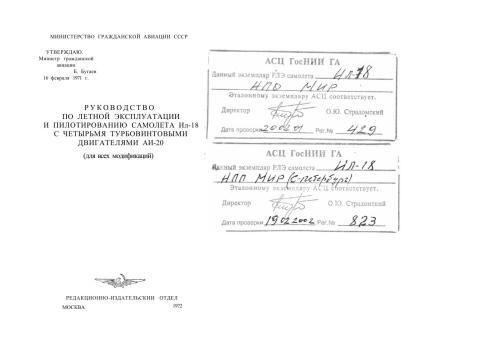 МИНИСТЕРСТВО ГРАЖДАНСКОЙ АВИАЦИИ СССР
УТВЕРЖДАЮ:
Министр гражданской
авиации
Б. Бугаев
16 февраля 1971 г.
РУКОВОДСТВО
ПО ЛЕТНОЙ ЭКСПЛУАТАЦИИ
И ПИЛОТИРОВАНИЮ САМОЛЕТА Ил-18
С ЧЕТЫРЬМЯ ТУРБОВИНТОВЫМИ
ДВИГАТЕЛЯМИ АИ-20
(для всех модификаций)
РЕДАКЦИОННО-ИЗДАТЕЛЬСКИЙ ОТДЕЛ
МОСКВА 1972
АСЦ ГосНИИ ГА
Данный экземпляр РЛЭ самолета ИЛ-18
НПО МИР
Эталонному экземпляру АСЦ соответствует.
Директор О.Ю. Страдомский
Дата проверки Рег.№ 429
АСЦ ГосНИИ ГА
Данный экземпляр РЛЭ самолета ИЛ-18
НПП МИР (С-петербург)
Эталонному экземпляру АСЦ соответствует.
Директор О.Ю. Страдомский
Дата проверки 19.02.2002 Рег.№ 823